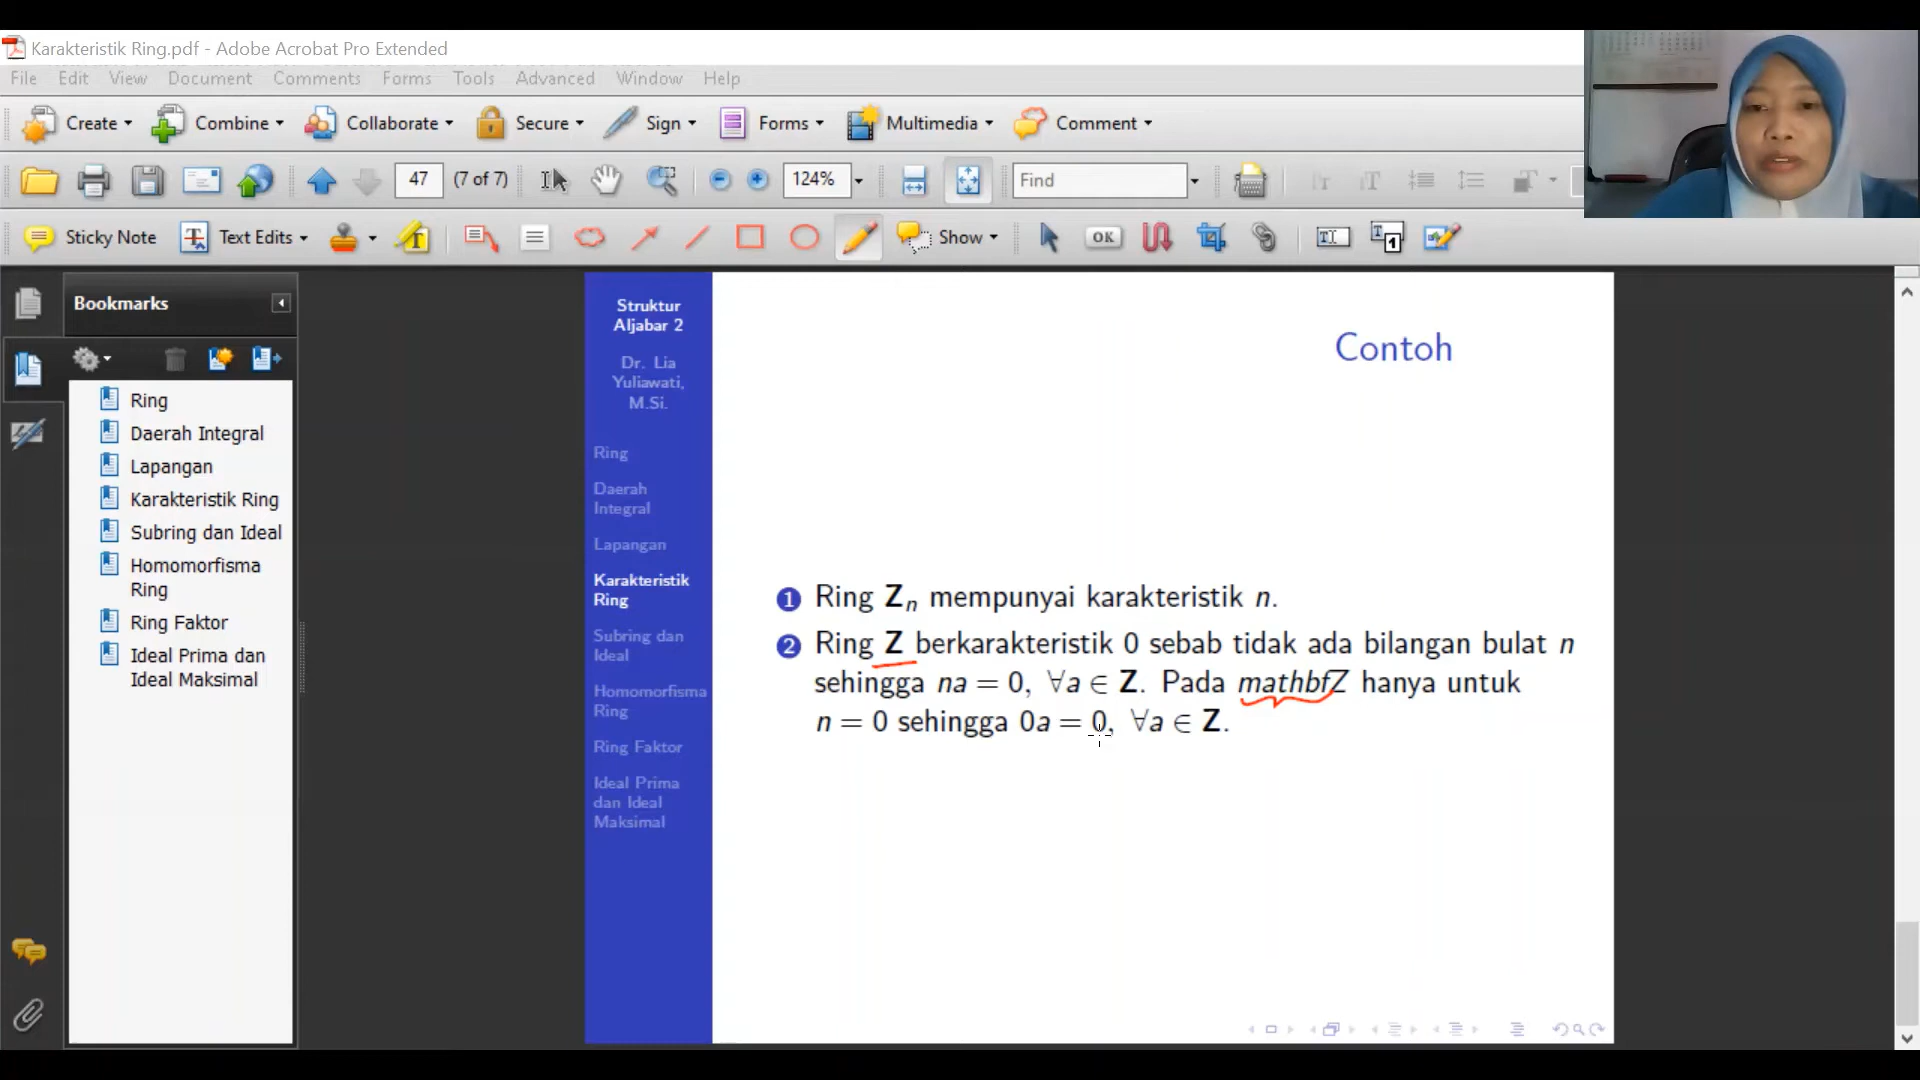 Karakteristik Ring.pdf - Adobe Acrobat Pro Extended
File Edit View Document Comments Forms Tools Advanced Window Help
Create Combine Collaborate Secure Sign Forms Multimedia Comment
47 (7 of 7) 124% Find
Sticky Note Text Edits Show OK
Bookmarks
Ring
Daerah Integral
Lapangan
Karakteristik Ring
Subring dan Ideal
Homomorfisma
Ring
Ring Faktor
Ideal Prima dan
Ideal Maksimal
Struktur
Aljabar 2
Dr. Lia
Yuliawati,
M.Si.
Ring
Daerah
Integral
Lapangan
Karakteristik
Ring
Subring dan
Ideal
Homomorfisma
Ring
Ring Faktor
Ideal Prima
dan Ideal
Maksimal
Contoh
1 Ring Zn mempunyai karakteristik n.
2 Ring Z berkarakteristik 0 sebab tidak ada bilangan bulat n
sehingga na = 0, ∀a ∈ Z. Pada mathbfZ hanya untuk
n = 0 sehingga 0a = 0, ∀a ∈ Z.